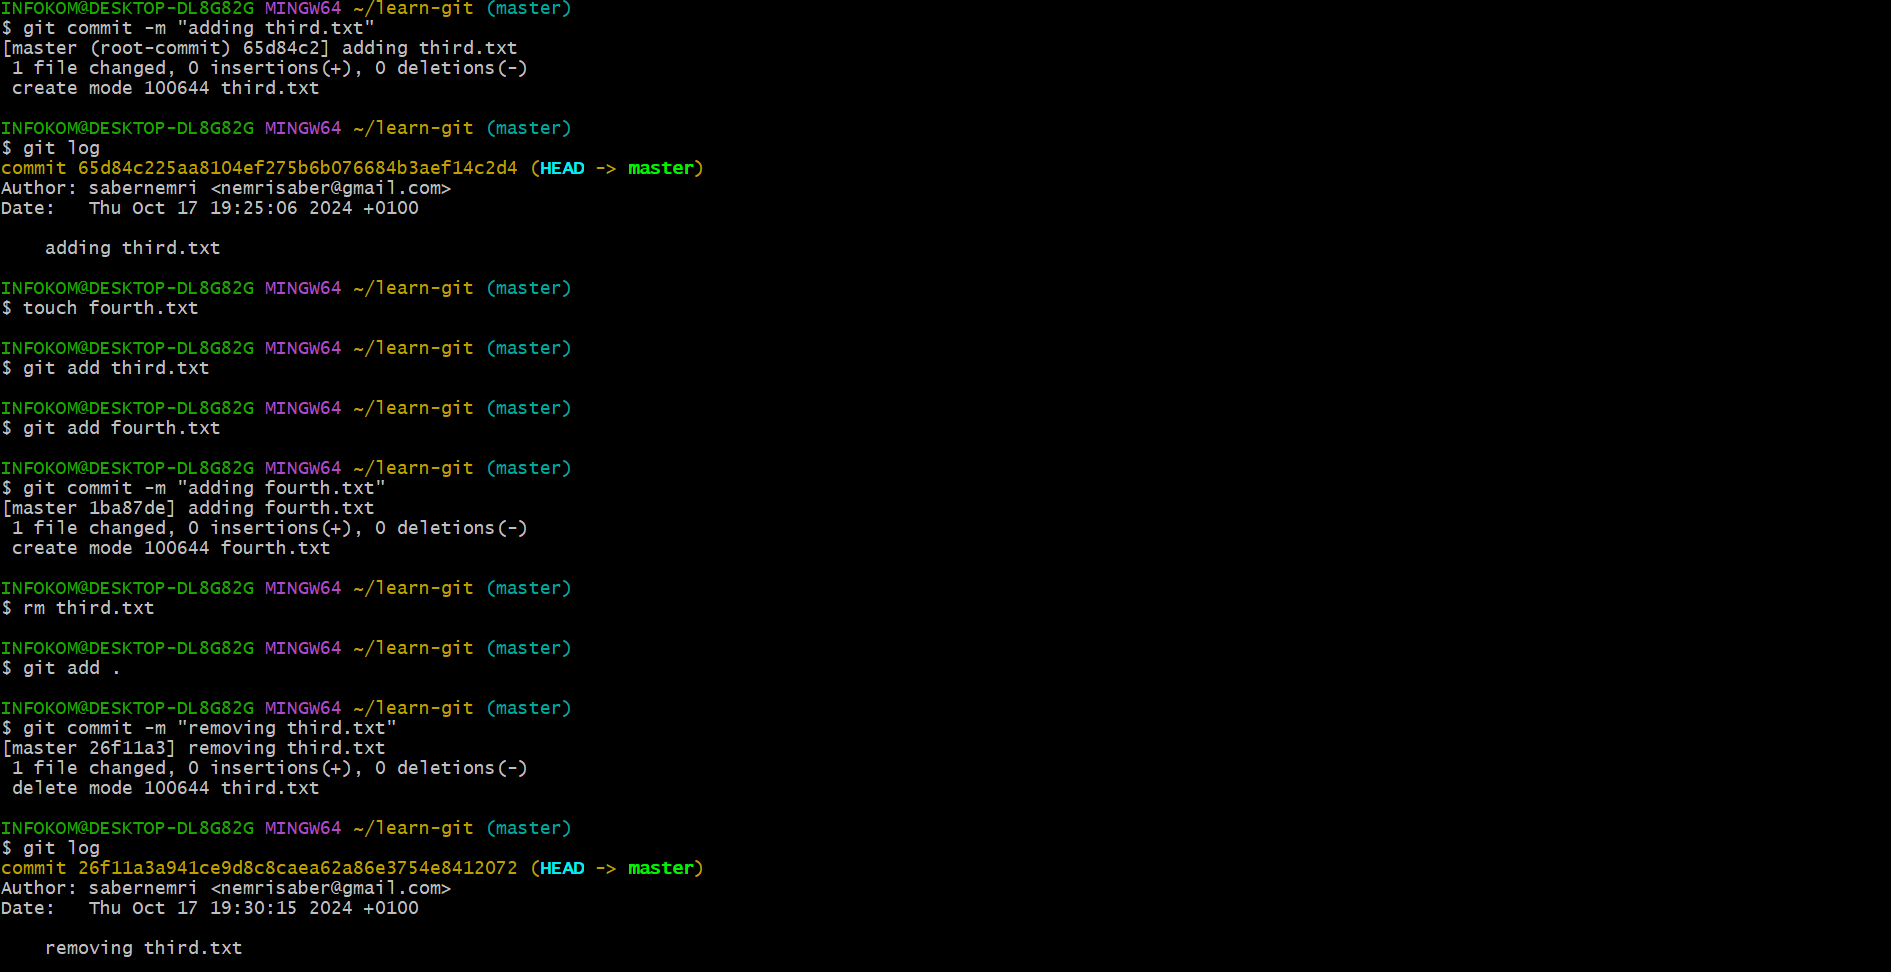 INFOKOM@DESKTOP-DL8G82G MINGW64 ~/learn-git (master)
$ git commit -m "adding third.txt"
[master (root-commit) 65d84c2] adding third.txt
 1 file changed, 0 insertions(+), 0 deletions(-)
 create mode 100644 third.txt

INFOKOM@DESKTOP-DL8G82G MINGW64 ~/learn-git (master)
$ git log
commit 65d84c225aa8104ef275b6b076684b3aef14c2d4 (HEAD -> master)
Author: sabernemri <nemrisaber@gmail.com>
Date:   Thu Oct 17 19:25:06 2024 +0100

    adding third.txt

INFOKOM@DESKTOP-DL8G82G MINGW64 ~/learn-git (master)
$ touch fourth.txt

INFOKOM@DESKTOP-DL8G82G MINGW64 ~/learn-git (master)
$ git add third.txt

INFOKOM@DESKTOP-DL8G82G MINGW64 ~/learn-git (master)
$ git add fourth.txt

INFOKOM@DESKTOP-DL8G82G MINGW64 ~/learn-git (master)
$ git commit -m "adding fourth.txt"
[master 1ba87de] adding fourth.txt
 1 file changed, 0 insertions(+), 0 deletions(-)
 create mode 100644 fourth.txt

INFOKOM@DESKTOP-DL8G82G MINGW64 ~/learn-git (master)
$ rm third.txt

INFOKOM@DESKTOP-DL8G82G MINGW64 ~/learn-git (master)
$ git add .

INFOKOM@DESKTOP-DL8G82G MINGW64 ~/learn-git (master)
$ git commit -m "removing third.txt"
[master 26f11a3] removing third.txt
 1 file changed, 0 insertions(+), 0 deletions(-)
 delete mode 100644 third.txt

INFOKOM@DESKTOP-DL8G82G MINGW64 ~/learn-git (master)
$ git log
commit 26f11a3a941ce9d8c8caea62a86e3754e8412072 (HEAD -> master)
Author: sabernemri <nemrisaber@gmail.com>
Date:   Thu Oct 17 19:30:15 2024 +0100

    removing third.txt